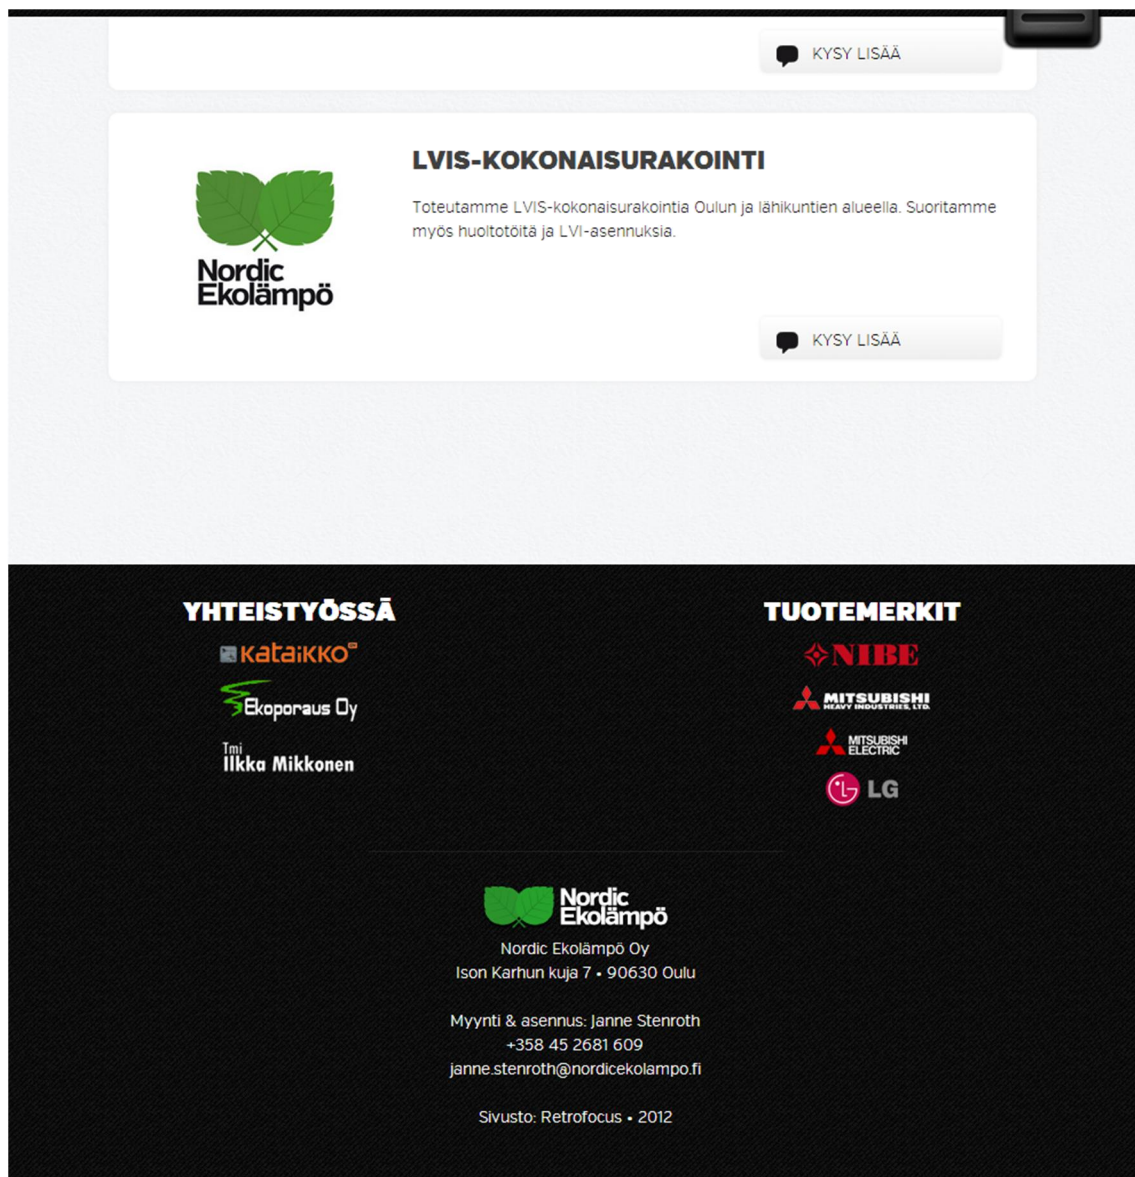 KYSY LISÄÄ
LVIS-KOKONAISURAKOINTI
Toteutamme LVIS-kokonaisurakointia Oulun ja lähikuntien alueella. Suoritamme
myös huoltotöitä ja LVI-asennuksia.
Nordic
Ekolämpö
KYSY LISÄÄ
YHTEISTYÖSSÄ
Kataikko
Ekoporaus Oy
Tmi
Ilkka Mikkonen
TUOTEMERKIT
NIBE
MITSUBISHI
HEAVY INDUSTRIES, LTD.
MITSUBISHI
ELECTRIC
LG
Nordic
Ekolämpö
Nordic Ekolämpö Oy
Ison Karhun kuja 7 • 90630 Oulu
Myynti & asennus: Janne Stenroth
+358 45 2681 609
janne.stenroth@nordicekolampo.fi
Sivusto: Retrofocus • 2012